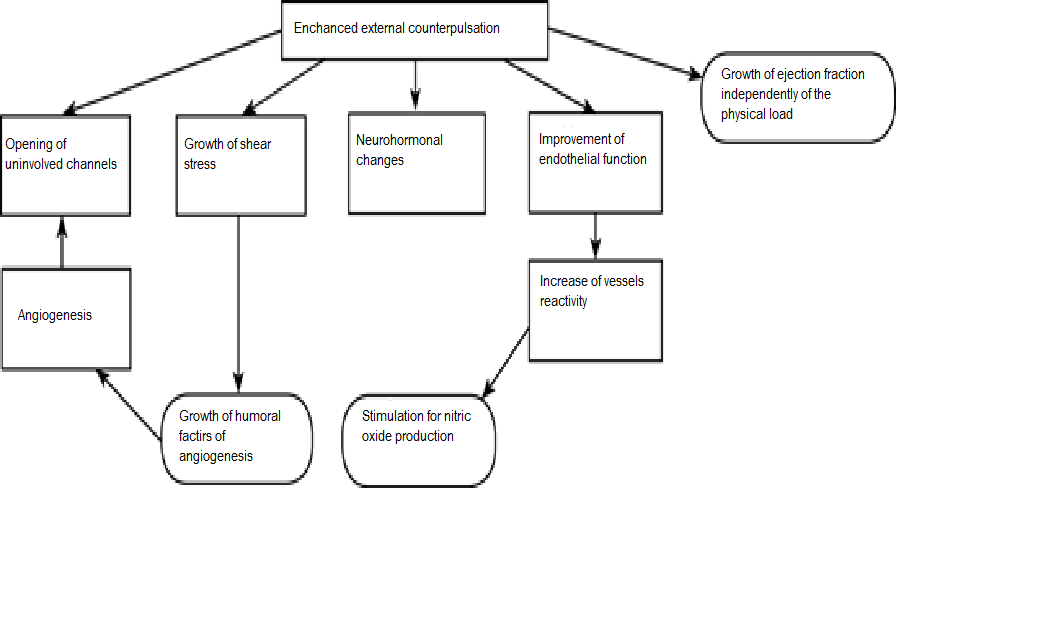 Enchanced external counterpulsation
Growth of ejection fraction
independently of the
physical load
Opening of
uninvolved channels
Growth of shear
stress
Neurohormonal
changes
Improvement of
endothelial function
Angiogenesis
Increase of vessels
reactivity
Growth of humoral
factirs of
angiogenesis
Stimulation for nitric
oxide production